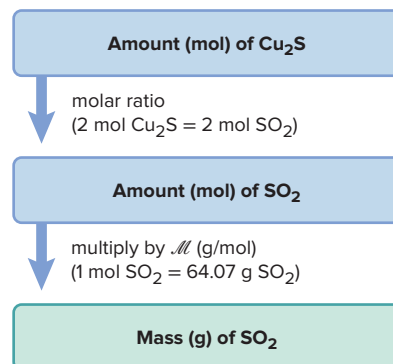 Amount (mol) of Cu₂S
molar ratio
(2 mol Cu₂S = 2 mol SO₂)
Amount (mol) of SO₂
multiply by ℳ (g/mol)
(1 mol SO₂ = 64.07 g SO₂)
Mass (g) of SO₂